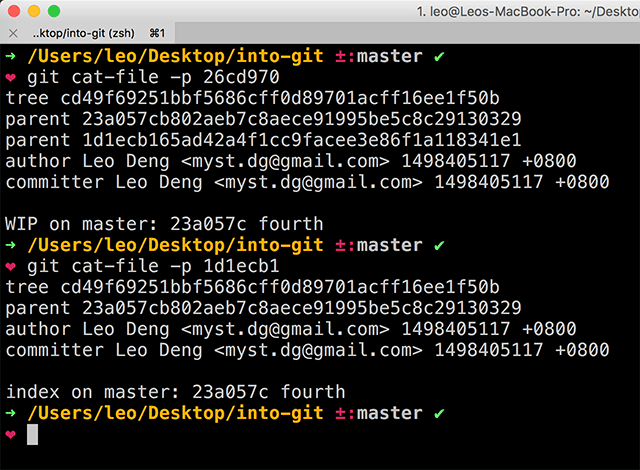 1. leo@Leos-MacBook-Pro: ~/Deskto
× ..ktop/into-git (zsh) ⌘1
➜ /Users/leo/Desktop/into-git ±:master ✔
❤ git cat-file -p 26cd970
tree cd49f69251bbf5686cff0d89701acff16ee1f50b
parent 23a057cb802aeb7c8aece91995be5c8c29130329
parent 1d1ecb165ad42a4f1cc9facee3e86f1a118341e1
author Leo Deng <myst.dg@gmail.com> 1498405117 +0800
committer Leo Deng <myst.dg@gmail.com> 1498405117 +0800
WIP on master: 23a057c fourth
➜ /Users/leo/Desktop/into-git ±:master ✔
❤ git cat-file -p 1d1ecb1
tree cd49f69251bbf5686cff0d89701acff16ee1f50b
parent 23a057cb802aeb7c8aece91995be5c8c29130329
author Leo Deng <myst.dg@gmail.com> 1498405117 +0800
committer Leo Deng <myst.dg@gmail.com> 1498405117 +0800
index on master: 23a057c fourth
➜ /Users/leo/Desktop/into-git ±:master ✔
❤